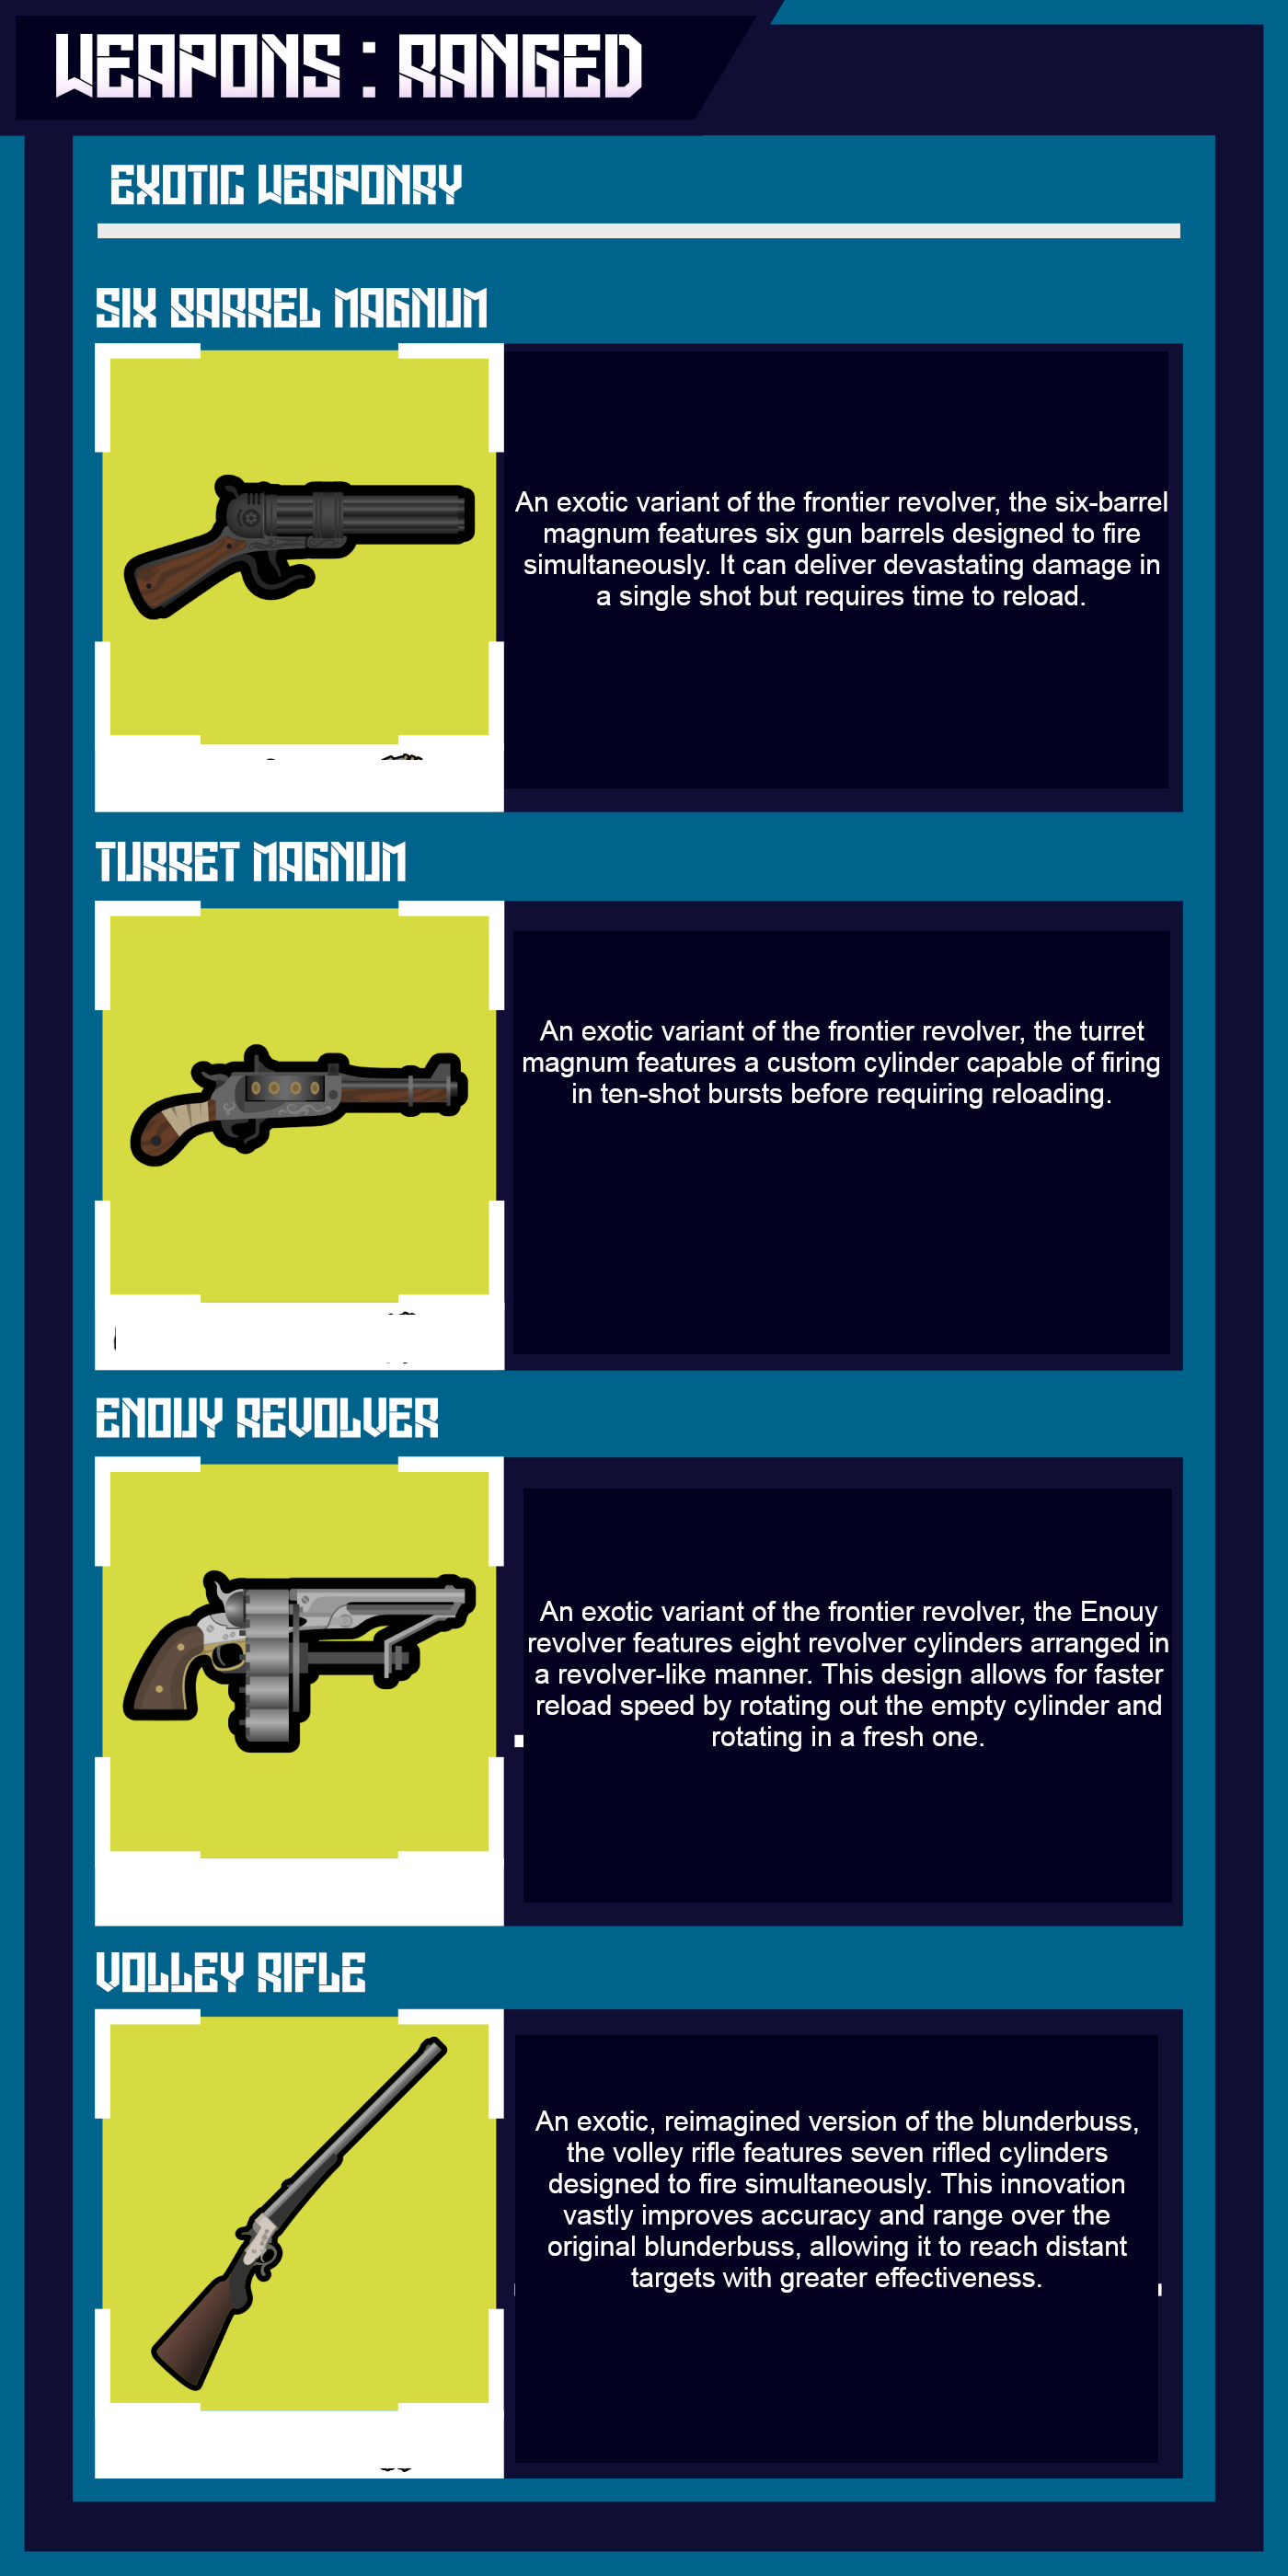 WEAPONS : RANGED
EXOTIC WEAPONRY
SIX BARREL MAGNUM
An exotic variant of the frontier revolver, the six-barrel
magnum features six gun barrels designed to fire
simultaneously. It can deliver devastating damage in
a single shot but requires time to reload.
TURRET MAGNUM
An exotic variant of the frontier revolver, the turret
magnum features a custom cylinder capable of firing
in ten-shot bursts before requiring reloading.
ENOUY REVOLVER
An exotic variant of the frontier revolver, the Enouy
revolver features eight revolver cylinders arranged in
a revolver-like manner. This design allows for faster
reload speed by rotating out the empty cylinder and
rotating in a fresh one.
VOLLEY RIFLE
An exotic, reimagined version of the blunderbuss,
the volley rifle features seven rifled cylinders
designed to fire simultaneously. This innovation
vastly improves accuracy and range over the
original blunderbuss, allowing it to reach distant
targets with greater effectiveness.